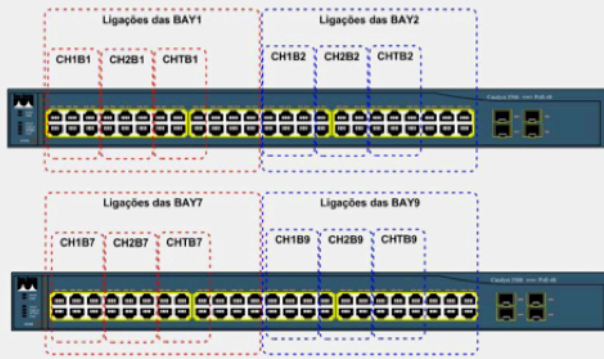 Ligações das BAY1
Ligações das BAY2
CH1B1
CH2B1
CHTB1
CH1B2
CH2B2
CHTB2
Ligações das BAY7
Ligações das BAY9
CH1B7
CH2B7
CHTB7
CH1B9
CH2B9
CHTB9